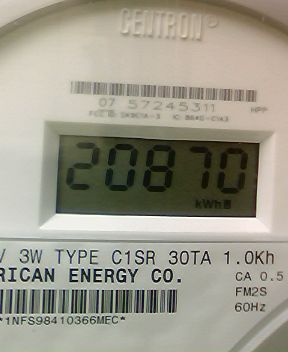 CENTRON®
07 57245311 HPP
20870
kWh
V 3W TYPE C1SR 30TA 1.0Kh
RICAN ENERGY CO. CA 0.5
FM2S
*1NFS98410366MEC* 60Hz